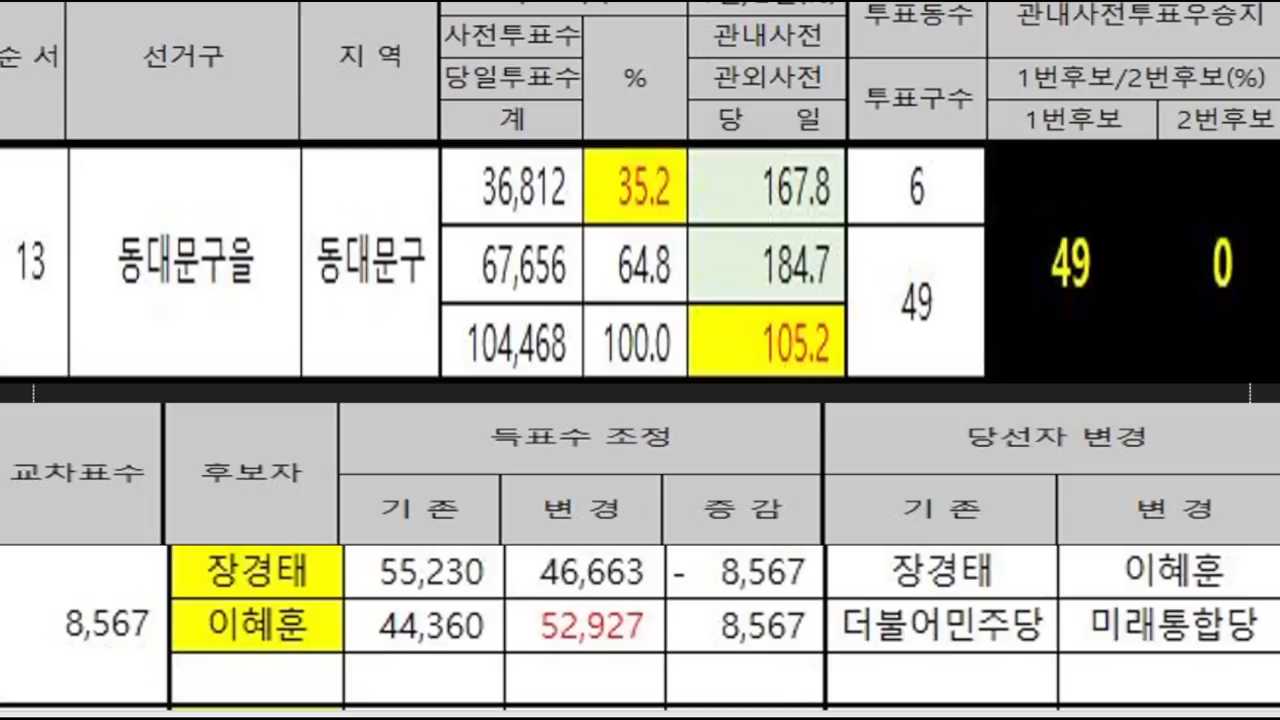 투표동수 관내사전투표우승지
순 서 선거구 지 역 사전투표수 % 관내사전
당일투표수 관외사전 투표구수 1번후보/2번후보(%)
계 당 일 1번후보 2번후보
13 동대문구을 동대문구 36,812 35.2 167.8 6 49 0
67,656 64.8 184.7 49
104,468 100.0 105.2
교차표수 후보자 득표수 조정 당선자 변경
기 존 변 경 증 감 기 존 변 경
8,567 장경태 55,230 46,663 - 8,567 장경태 이혜훈
이혜훈 44,360 52,927 8,567 더불어민주당 미래통합당